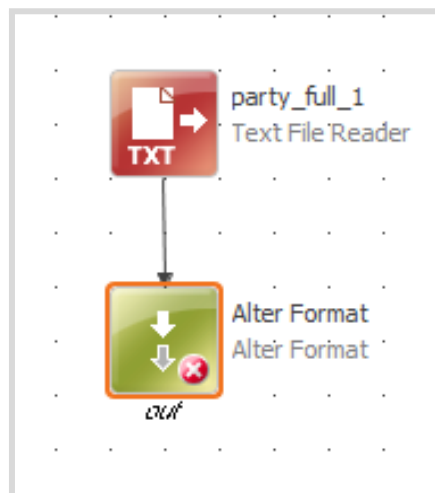 party_full_1
Text File Reader
TXT
Alter Format
Alter Format
out